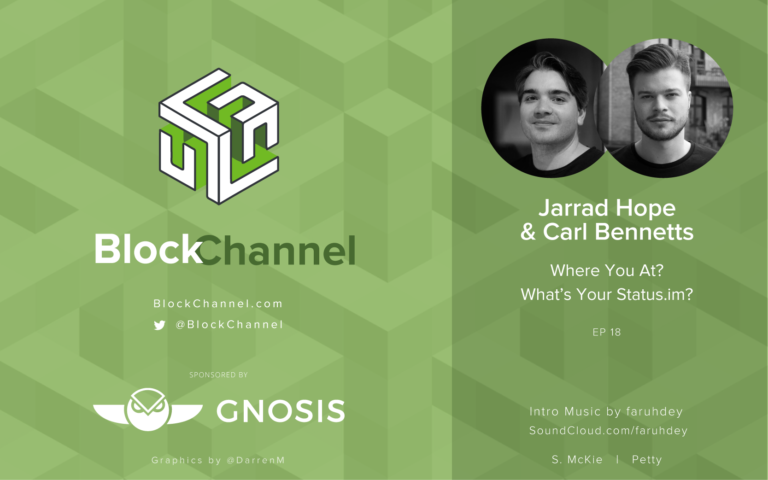 BlockChannel
BlockChannel.com
@BlockChannel
SPONSORED BY
GNOSIS
Graphics by @DarrenM
Jarrad Hope
& Carl Bennetts
Where You At?
What's Your Status.im?
EP 18
Intro Music by faruhdey
SoundCloud.com/faruhdey
S. McKie | Petty